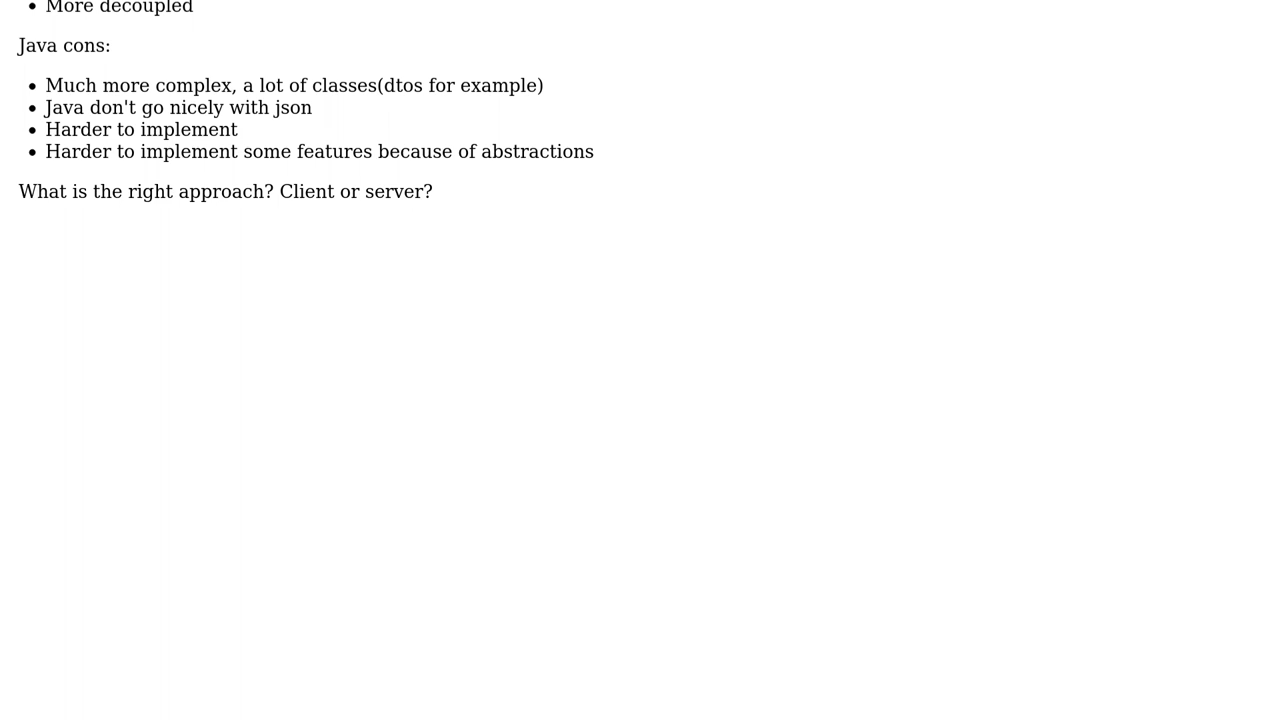 • More decoupled
Java cons:
• Much more complex, a lot of classes(dtos for example)
• Java don't go nicely with json
• Harder to implement
• Harder to implement some features because of abstractions
What is the right approach? Client or server?